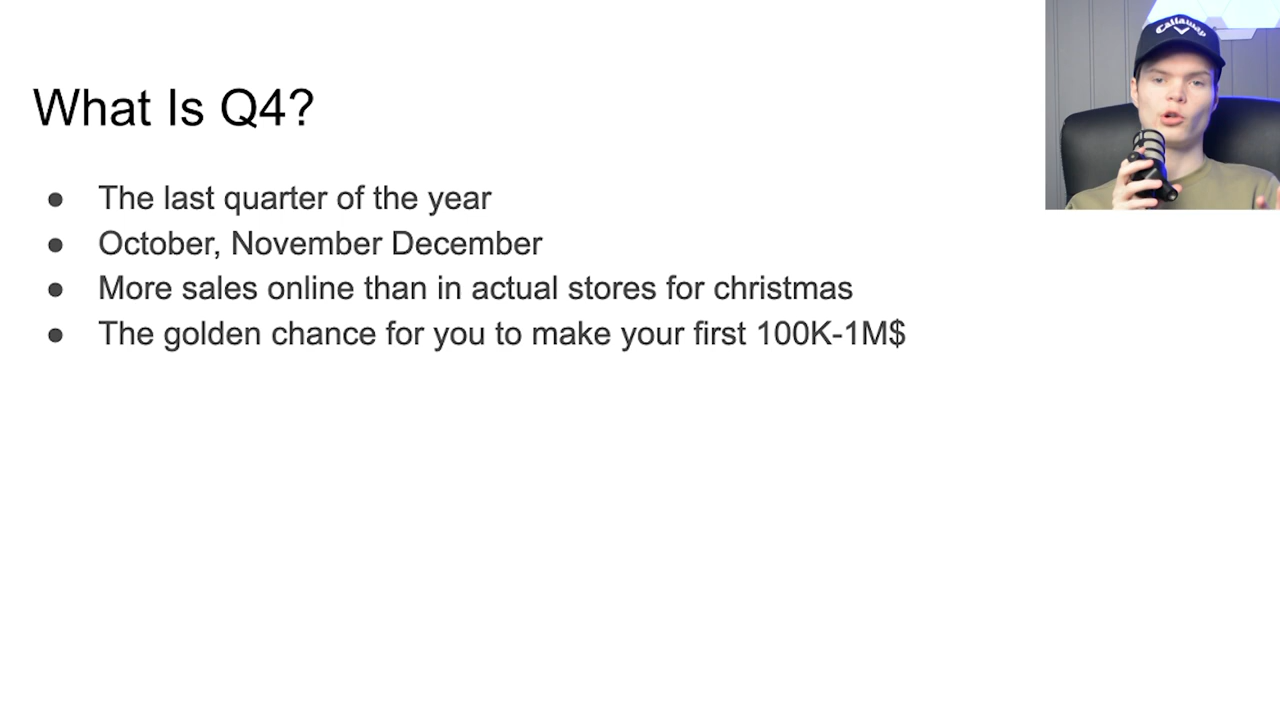 What Is Q4?
● The last quarter of the year
● October, November December
● More sales online than in actual stores for christmas
● The golden chance for you to make your first 100K-1M$
Callaway